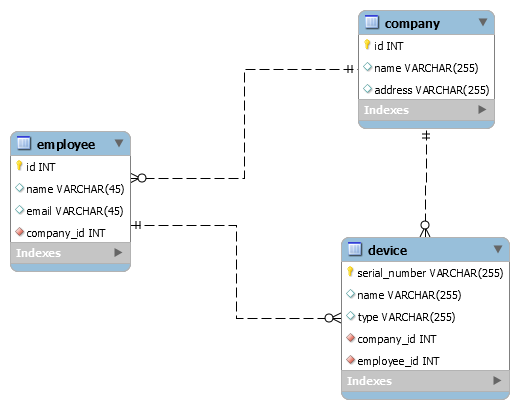 company
id INT
name VARCHAR(255)
address VARCHAR(255)
Indexes
employee
id INT
name VARCHAR(45)
email VARCHAR(45)
company_id INT
Indexes
device
serial_number VARCHAR(255)
name VARCHAR(255)
type VARCHAR(255)
company_id INT
employee_id INT
Indexes